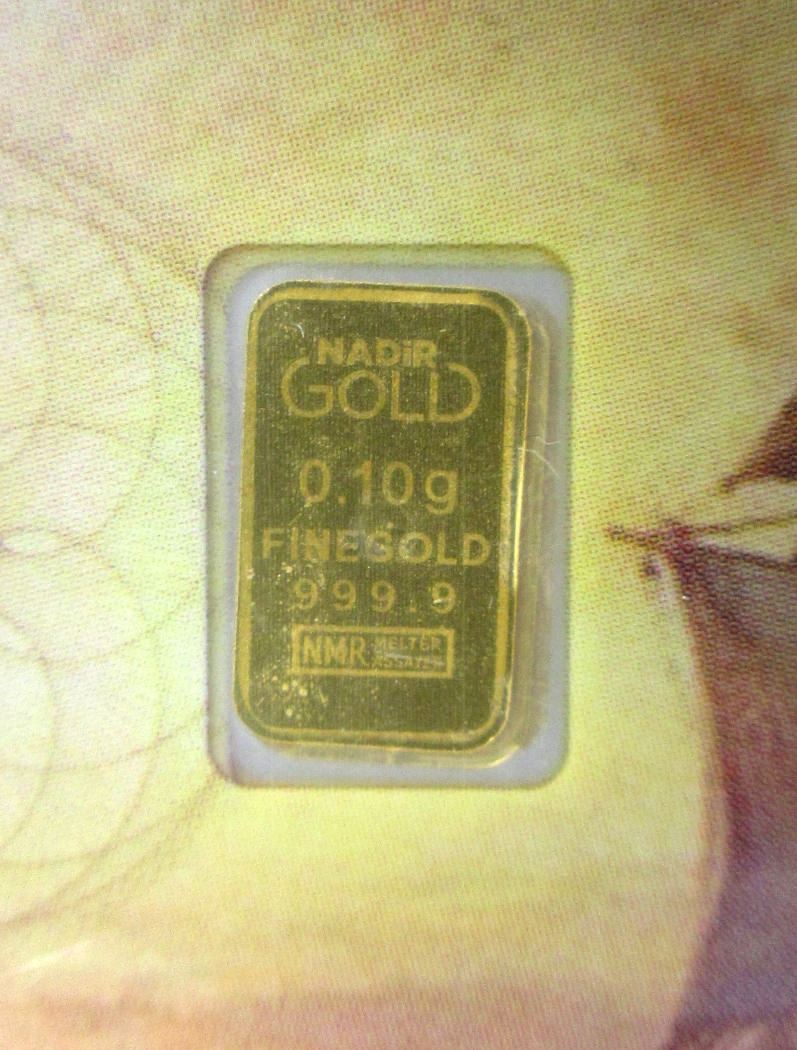 NADiR
GOLD
0.10g
FINEGOLD
999.9
NMR MELTER
ASSAYER